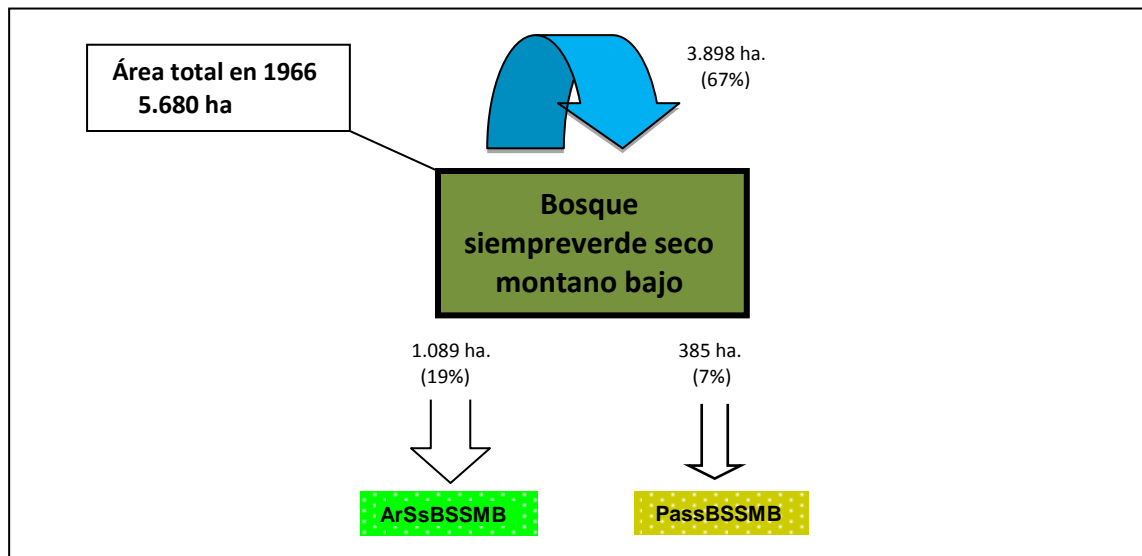 Área total en 1966
5.680 ha
3.898 ha.
(67%)
Bosque
siempreverde seco
montano bajo
1.089 ha.
(19%)
385 ha.
(7%)
ArSsBSSMB
PassBSSMB